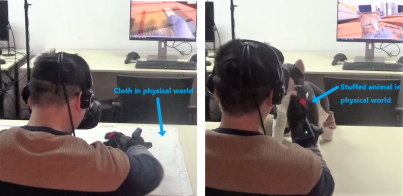 Cloth in physical world
Stuffed animal in
physical world